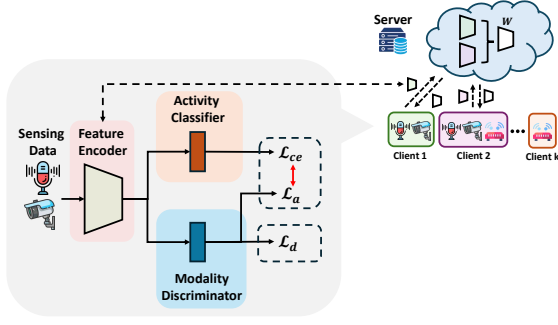 Server
W
Activity
Classifier
Sensing
Data
Feature
Encoder
ℒce
ℒa
ℒd
Modality
Discriminator
Client 1
Client 2
Client k